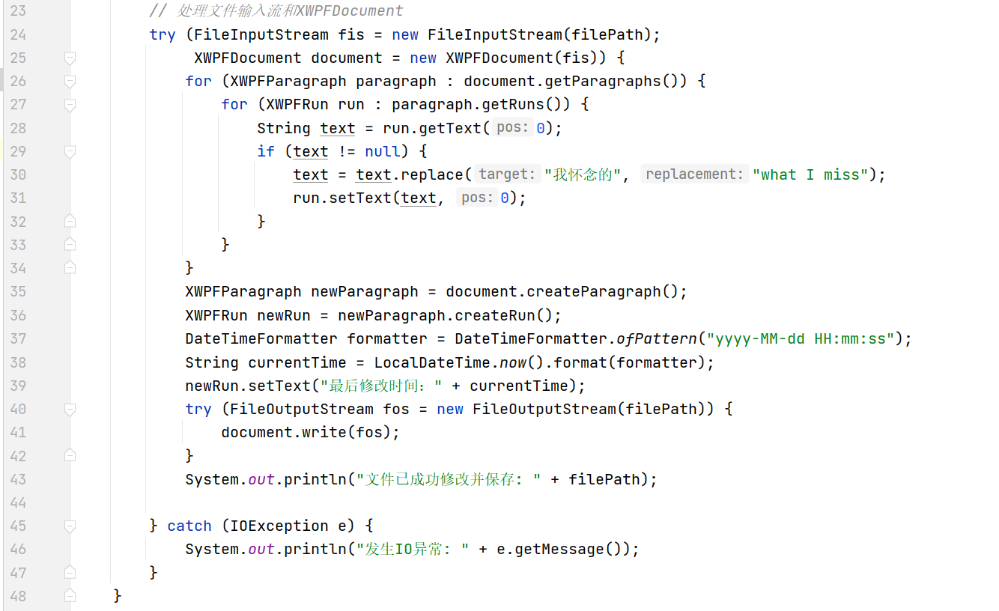 23 // 处理文件输入流和XWPFDocument
24 try (FileInputStream fis = new FileInputStream(filePath);
25 XWPFDocument document = new XWPFDocument(fis)) {
26 for (XWPFParagraph paragraph : document.getParagraphs()) {
27 for (XWPFRun run : paragraph.getRuns()) {
28 String text = run.getText( pos: 0);
29 if (text != null) {
30 text = text.replace( target: "我怀念的", replacement: "what I miss");
31 run.setText(text, pos: 0);
32 }
33 }
34 }
35 XWPFParagraph newParagraph = document.createParagraph();
36 XWPFRun newRun = newParagraph.createRun();
37 DateTimeFormatter formatter = DateTimeFormatter.ofPattern("yyyy-MM-dd HH:mm:ss");
38 String currentTime = LocalDateTime.now().format(formatter);
39 newRun.setText("最后修改时间：" + currentTime);
40 try (FileOutputStream fos = new FileOutputStream(filePath)) {
41 document.write(fos);
42 }
43 System.out.println("文件已成功修改并保存: " + filePath);
44
45 } catch (IOException e) {
46 System.out.println("发生IO异常: " + e.getMessage());
47 }
48 }